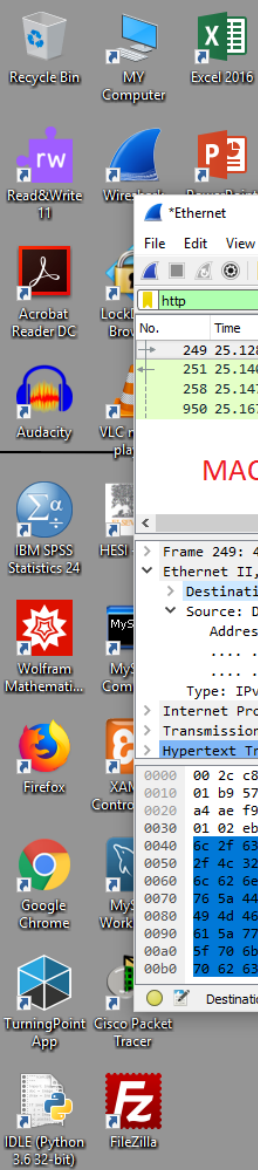 Recycle Bin
MY
Computer
Excel 2016
rw
Read&Write
11
Acrobat
Reader DC
Audacity
IBM SPSS
Statistics 24
HESI
Wolfram
Mathemati...
Firefox
Google
Chrome
TurningPoint
App
Cisco Packet
Tracer
IDLE (Python
3.6 32-bit)
FileZilla
*Ethernet
File Edit View
http
No. Time
249 25.128
251 25.140
258 25.147
950 25.167
MAC
Frame 249: 4
Ethernet II,
Destinati
Source: D
Addres
.... .
.... .
Type: IPv
Internet Pro
Transmission
Hypertext Tr
0000 00 2c c8
0010 01 b9 57
0020 a4 ae f9
0030 01 02 eb
0040 6c 2f 63
0050 2f 4c 32
0060 6c 62 6e
0070 76 5a 44
0080 49 4d 46
0090 61 5a 77
00a0 5f 70 6b
00b0 70 62 63
Destinatio